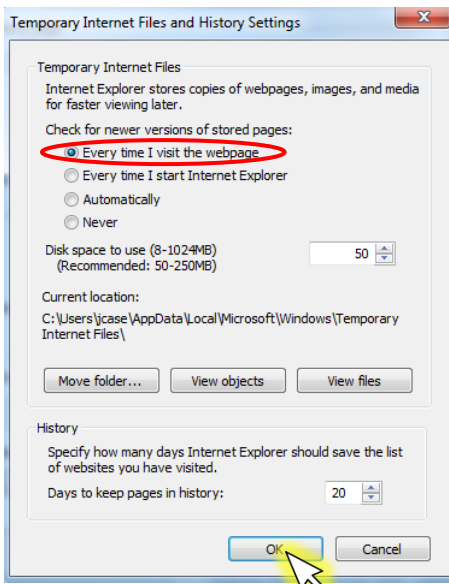 Temporary Internet Files and History Settings
Temporary Internet Files
Internet Explorer stores copies of webpages, images, and media
for faster viewing later.
Check for newer versions of stored pages:
Every time I visit the webpage
Every time I start Internet Explorer
Automatically
Never
Disk space to use (8-1024MB)
(Recommended: 50-250MB)
50
Current location:
C:\Users\jcase\AppData\Local\Microsoft\Windows\Temporary
Internet Files\
Move folder... View objects View files
History
Specify how many days Internet Explorer should save the list
of websites you have visited.
Days to keep pages in history: 20
OK Cancel